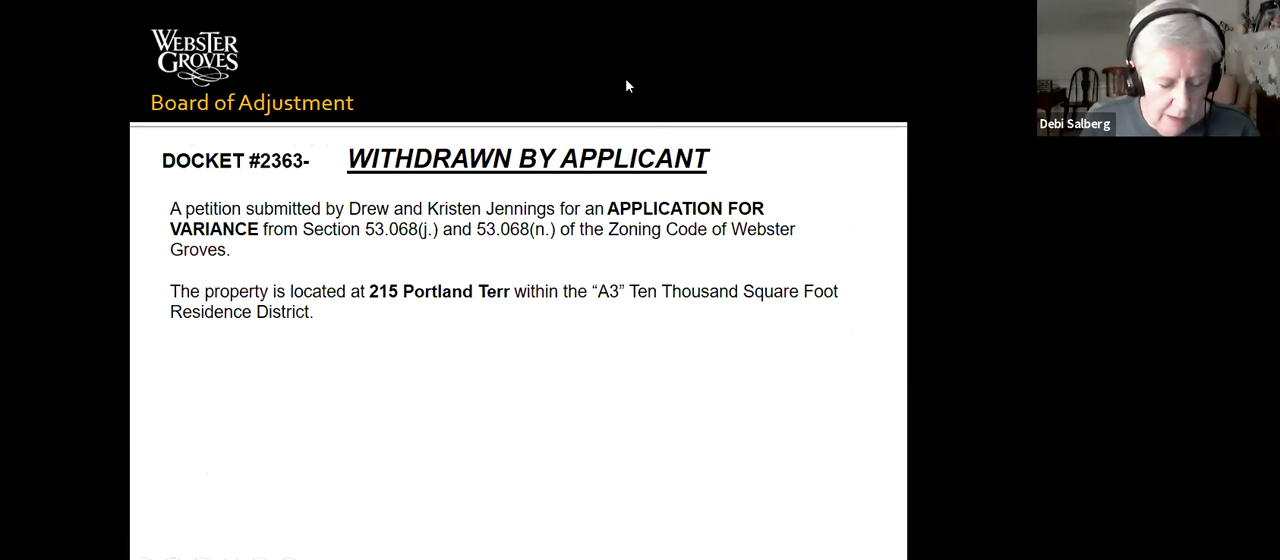 WEBSTER
GROVES
Board of Adjustment
Debi Salberg
DOCKET #2363- WITHDRAWN BY APPLICANT
A petition submitted by Drew and Kristen Jennings for an APPLICATION FOR
VARIANCE from Section 53.068(j.) and 53.068(n.) of the Zoning Code of Webster
Groves.
The property is located at 215 Portland Terr within the “A3” Ten Thousand Square Foot
Residence District.